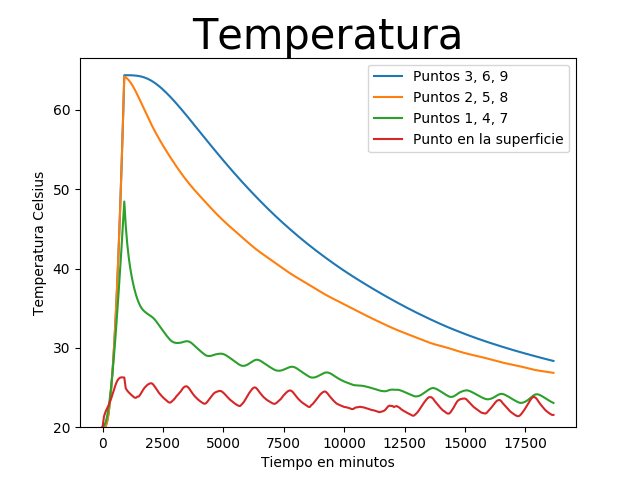 Temperatura
Puntos 3, 6, 9
Puntos 2, 5, 8
Puntos 1, 4, 7
Punto en la superficie
Temperatura Celsius
60
50
40
30
20
0 2500 5000 7500 10000 12500 15000 17500
Tiempo en minutos